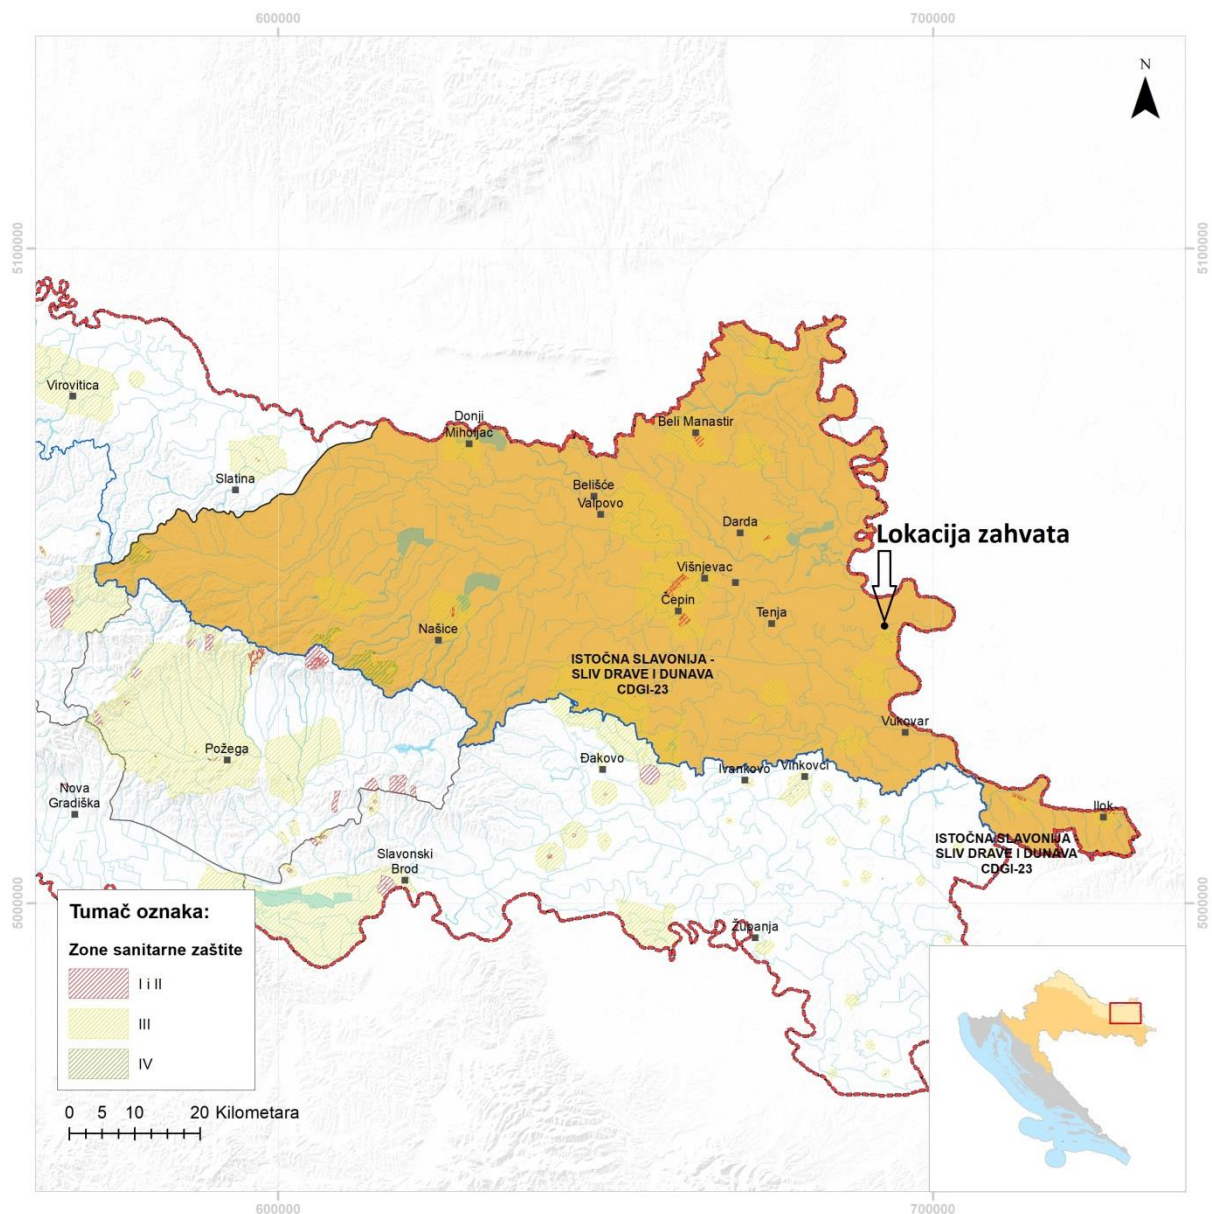 600000
700000
N
5100000
5100000
Virovitica
Donji
Miholjac
Beli Manastir
Slatina
Belišće
Valpovo
Darda
Lokacija zahvata
Višnjevac
Čepin
Tenja
Našice
ISTOČNA SLAVONIJA -
SLIV DRAVE I DUNAVA
CDGI-23
Vukovar
Požega
Đakovo
Ivankovo
Vinkovci
Nova
Gradiška
Ilok
ISTOČNA SLAVONIJA -
SLIV DRAVE I DUNAVA
CDGI-23
Slavonski
Brod
5000000
5000000
Županja
Tumač oznaka:
Zone sanitarne zaštite
I i II
III
IV
0 5 10 20 Kilometara
600000
700000